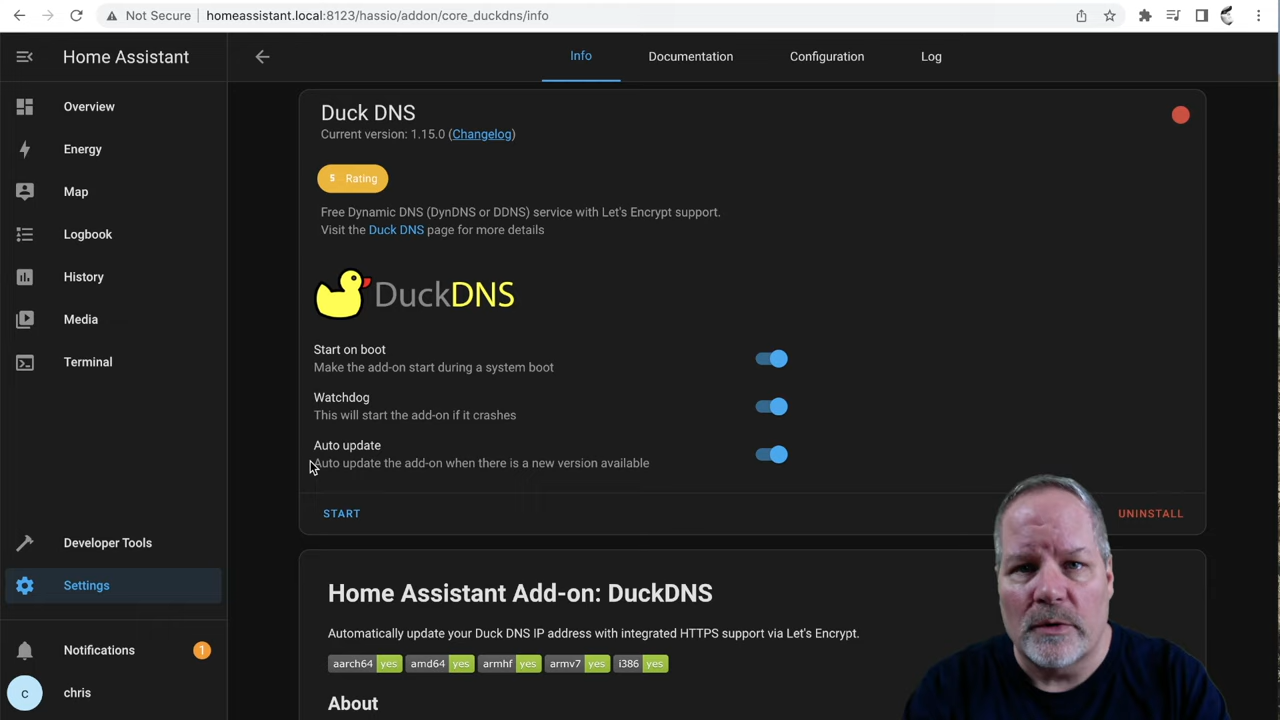 Not Secure
homeassistant.local:8123/hassio/addon/core_duckdns/info
Home Assistant
Info
Documentation
Configuration
Log
Overview
Energy
Map
Logbook
History
Media
Terminal
Developer Tools
Settings
Notifications
1
c
chris
Duck DNS
Current version: 1.15.0 (Changelog)
5 Rating
Free Dynamic DNS (DynDNS or DDNS) service with Let's Encrypt support.
Visit the Duck DNS page for more details
DuckDNS
Start on boot
Make the add-on start during a system boot
Watchdog
This will start the add-on if it crashes
Auto update
Auto update the add-on when there is a new version available
START
UNINSTALL
Home Assistant Add-on: DuckDNS
Automatically update your Duck DNS IP address with integrated HTTPS support via Let's Encrypt.
aarch64 yes amd64 yes armhf yes armv7 yes i386 yes
About